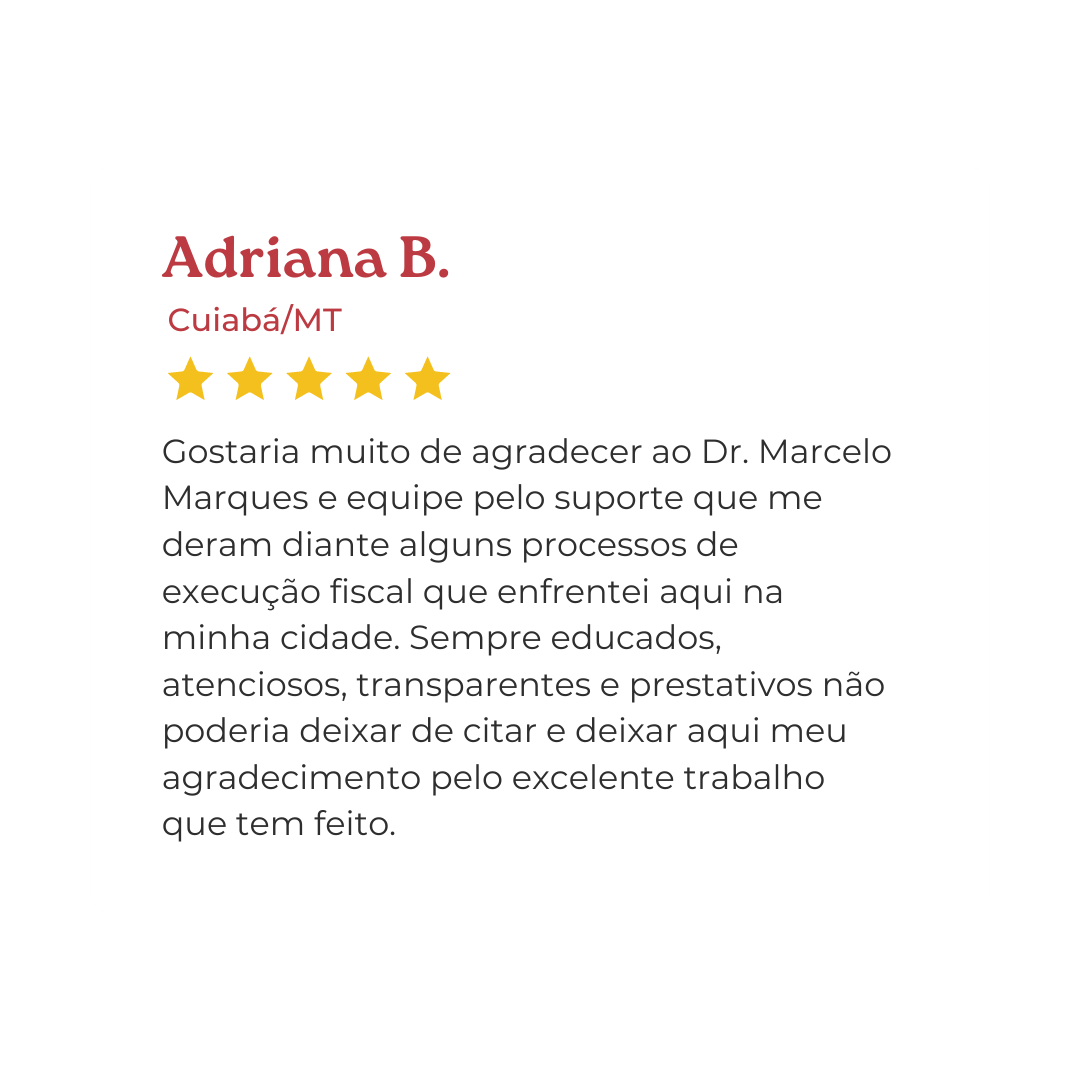 Adriana B.
Cuiabá/MT
Gostaria muito de agradecer ao Dr. Marcelo
Marques e equipe pelo suporte que me
deram diante alguns processos de
execução fiscal que enfrentei aqui na
minha cidade. Sempre educados,
atenciosos, transparentes e prestativos não
poderia deixar de citar e deixar aqui meu
agradecimento pelo excelente trabalho
que tem feito.